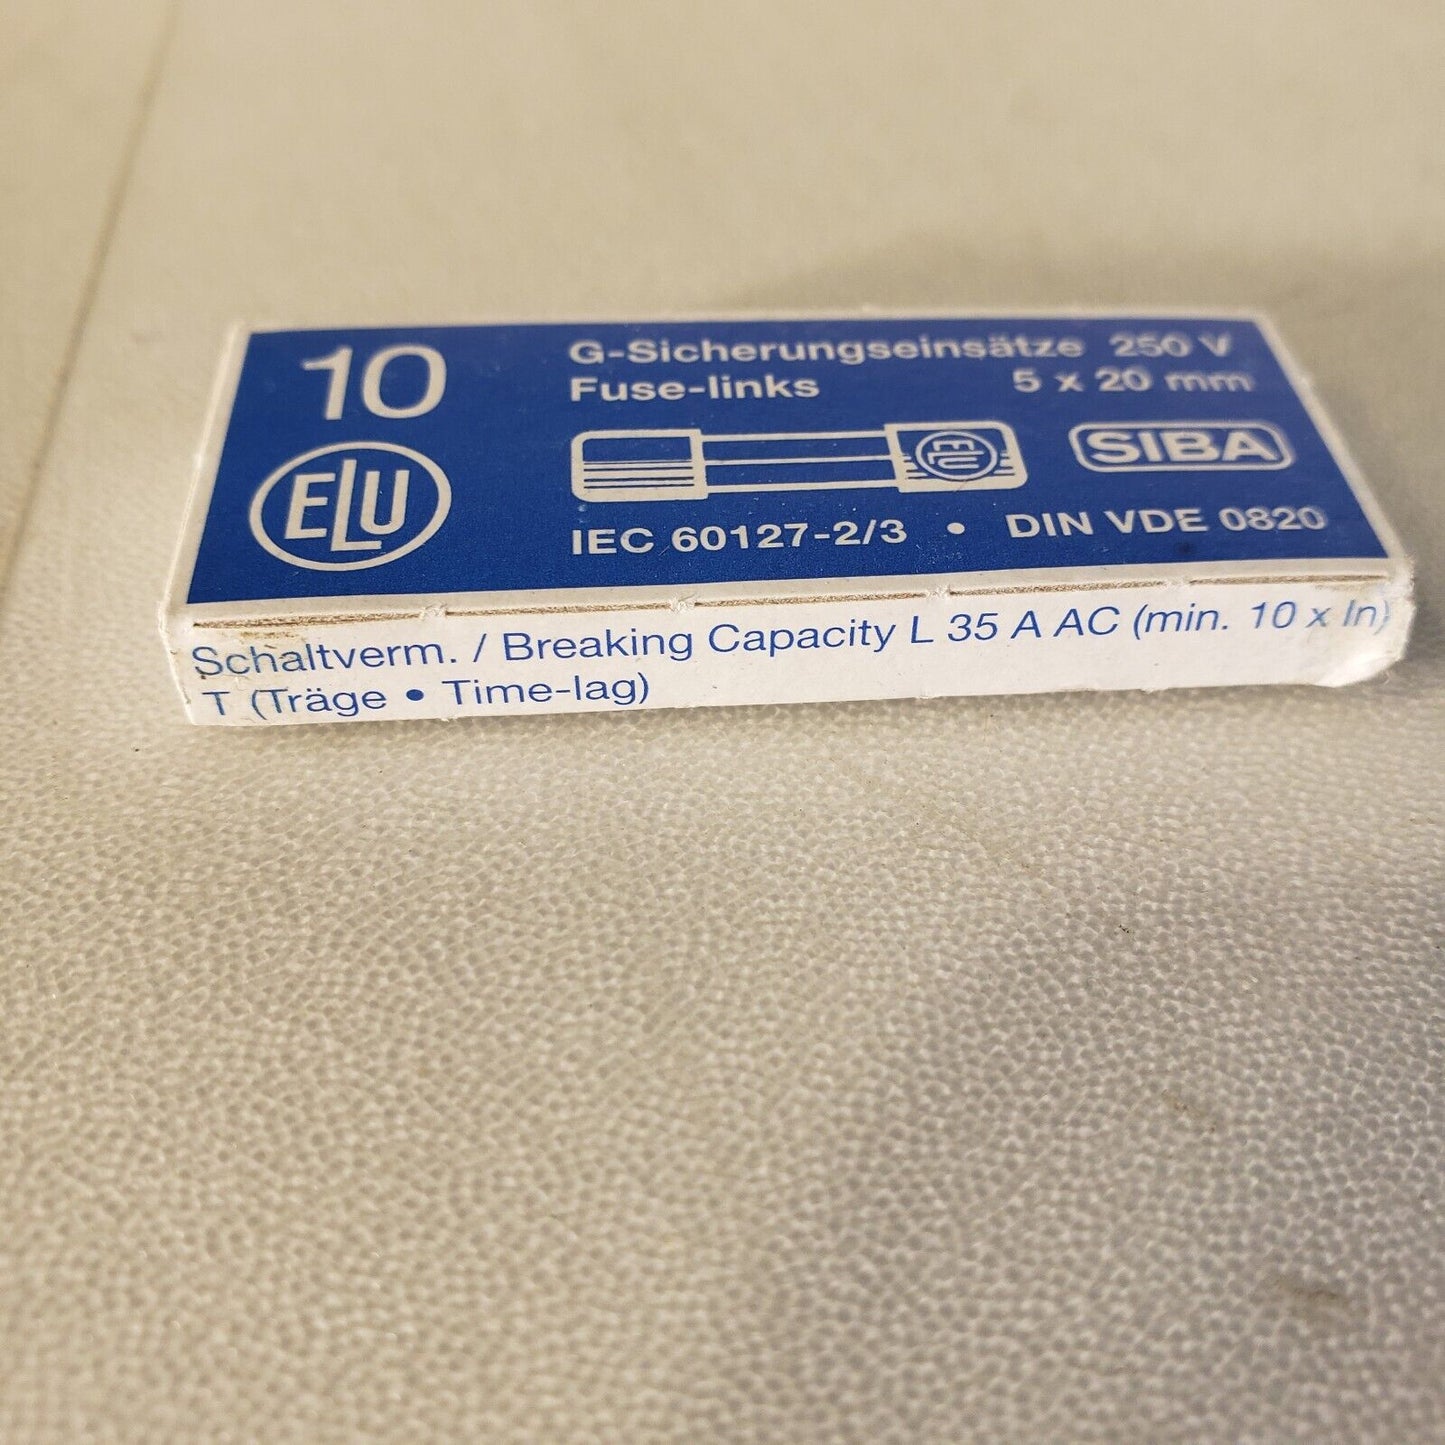 10
ELU
G-Sicherungseinsätze 250 V
Fuse-links 5 x 20 mm
ELU
SIBA
IEC 60127-2/3 • DIN VDE 0820
Schaltverm. / Breaking Capacity L 35 A AC (min. 10 x In)
T (Träge • Time-lag)